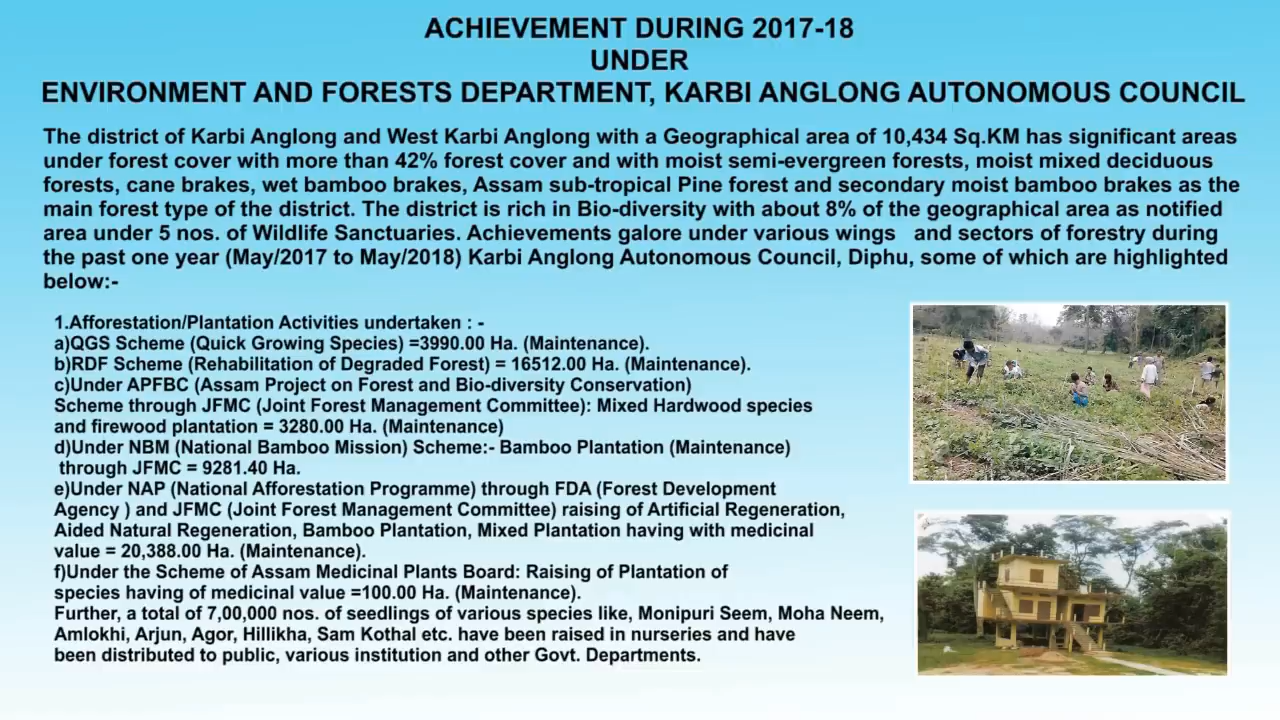 ACHIEVEMENT DURING 2017-18
UNDER
ENVIRONMENT AND FORESTS DEPARTMENT, KARBI ANGLONG AUTONOMOUS COUNCIL
The district of Karbi Anglong and West Karbi Anglong with a Geographical area of 10,434 Sq.KM has significant areas
under forest cover with more than 42% forest cover and with moist semi-evergreen forests, moist mixed deciduous
forests, cane brakes, wet bamboo brakes, Assam sub-tropical Pine forest and secondary moist bamboo brakes as the
main forest type of the district. The district is rich in Bio-diversity with about 8% of the geographical area as notified
area under 5 nos. of Wildlife Sanctuaries. Achievements galore under various wings and sectors of forestry during
the past one year (May/2017 to May/2018) Karbi Anglong Autonomous Council, Diphu, some of which are highlighted
below:-
1.Afforestation/Plantation Activities undertaken : -
a)QGS Scheme (Quick Growing Species) =3990.00 Ha. (Maintenance).
b)RDF Scheme (Rehabilitation of Degraded Forest) = 16512.00 Ha. (Maintenance).
c)Under APFBC (Assam Project on Forest and Bio-diversity Conservation)
Scheme through JFMC (Joint Forest Management Committee): Mixed Hardwood species
and firewood plantation = 3280.00 Ha. (Maintenance)
d)Under NBM (National Bamboo Mission) Scheme:- Bamboo Plantation (Maintenance)
through JFMC = 9281.40 Ha.
e)Under NAP (National Afforestation Programme) through FDA (Forest Development
Agency ) and JFMC (Joint Forest Management Committee) raising of Artificial Regeneration,
Aided Natural Regeneration, Bamboo Plantation, Mixed Plantation having with medicinal
value = 20,388.00 Ha. (Maintenance).
f)Under the Scheme of Assam Medicinal Plants Board: Raising of Plantation of
species having of medicinal value =100.00 Ha. (Maintenance).
Further, a total of 7,00,000 nos. of seedlings of various species like, Monipuri Seem, Moha Neem,
Amlokhi, Arjun, Agor, Hillikha, Sam Kothal etc. have been raised in nurseries and have
been distributed to public, various institution and other Govt. Departments.